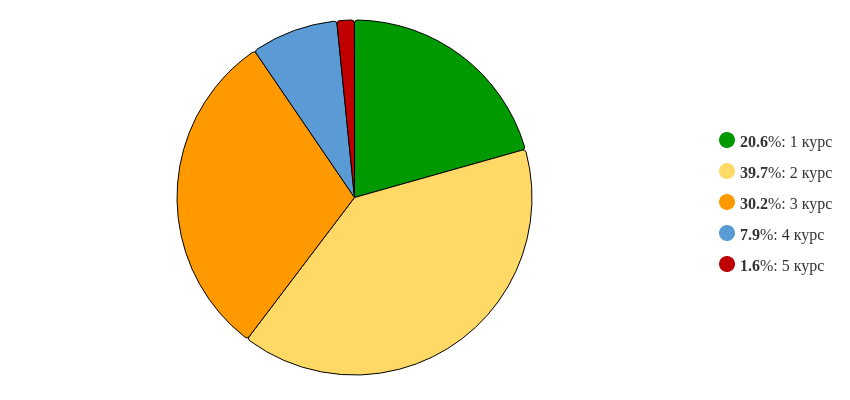 20.6%: 1 курс
39.7%: 2 курс
30.2%: 3 курс
7.9%: 4 курс
1.6%: 5 курс